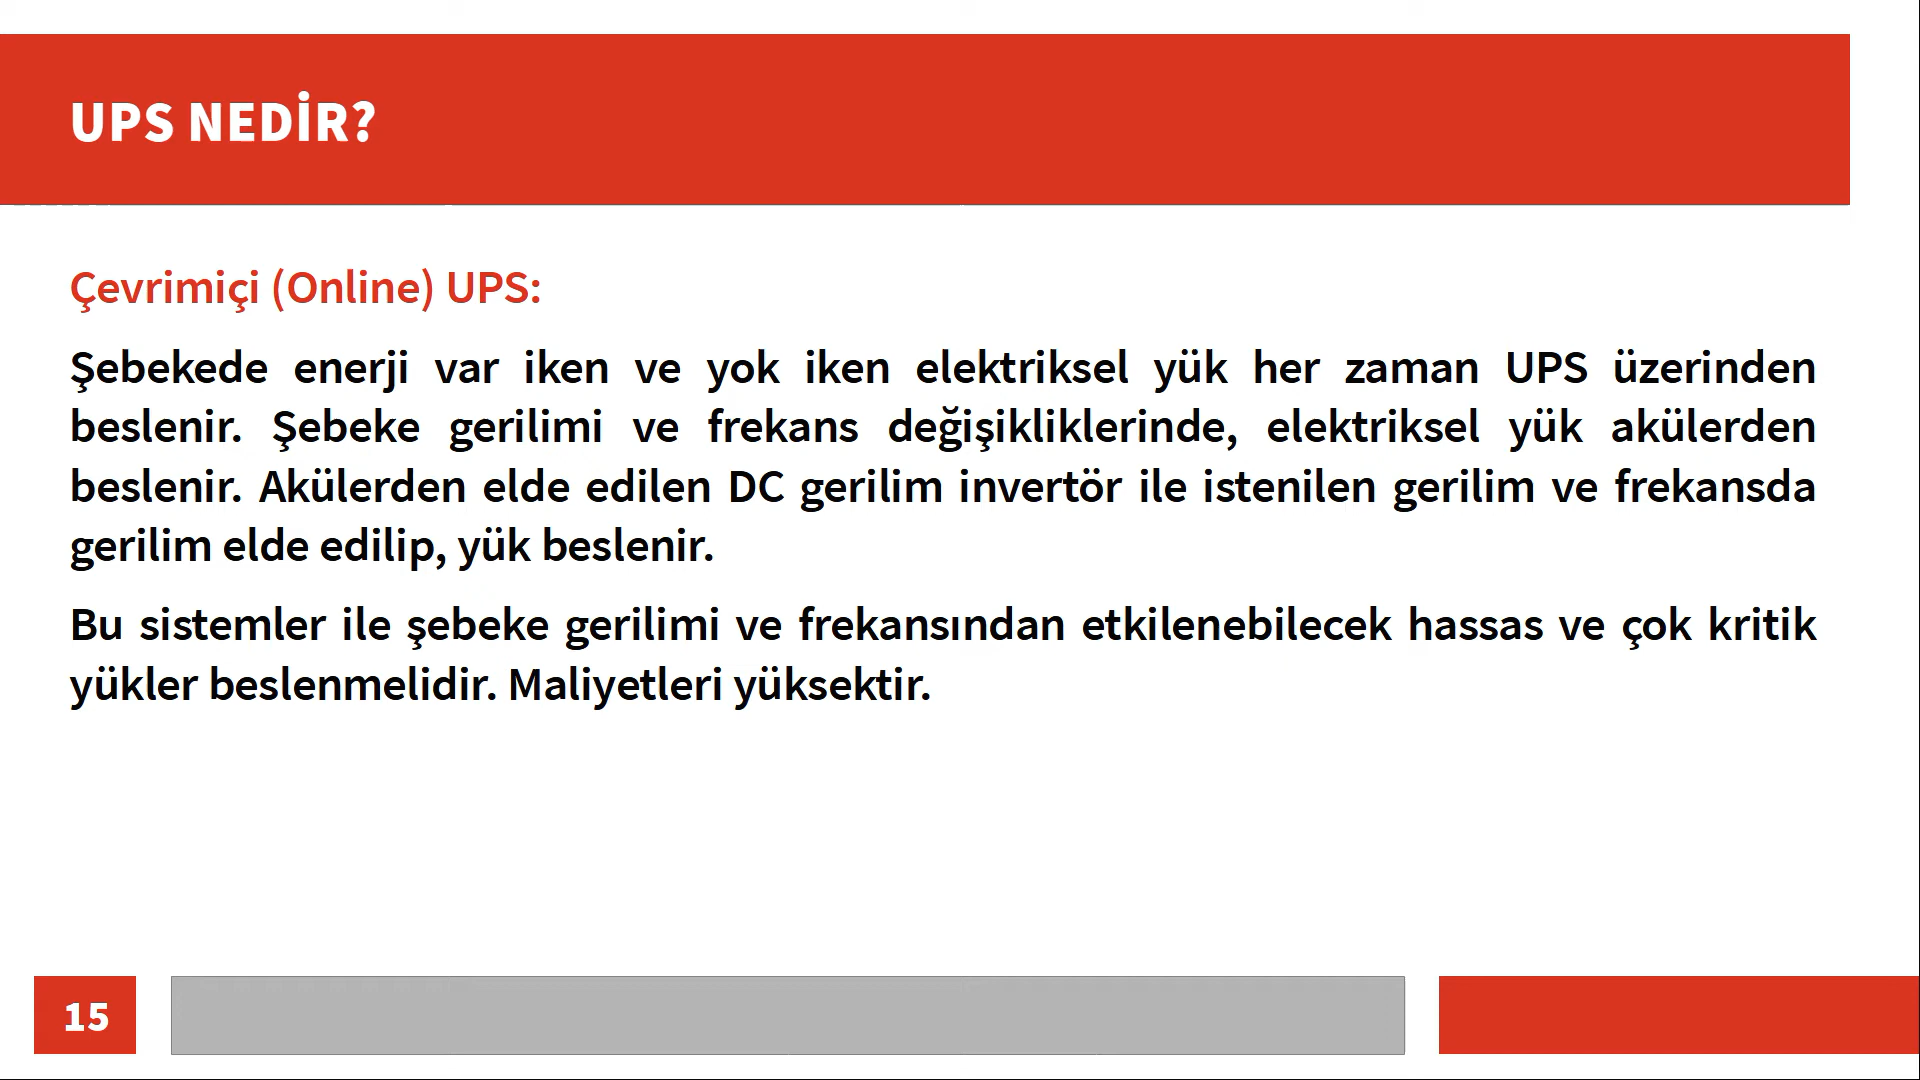 UPS NEDİR?
Çevrimiçi (Online) UPS:
Şebekede enerji var iken ve yok iken elektriksel yük her zaman UPS üzerinden
beslenir. Şebeke gerilimi ve frekans değişikliklerinde, elektriksel yük akülerden
beslenir. Akülerden elde edilen DC gerilim invertör ile istenilen gerilim ve frekansda
gerilim elde edilip, yük beslenir.
Bu sistemler ile şebeke gerilimi ve frekansından etkilenebilecek hassas ve çok kritik
yükler beslenmelidir. Maliyetleri yüksektir.
15